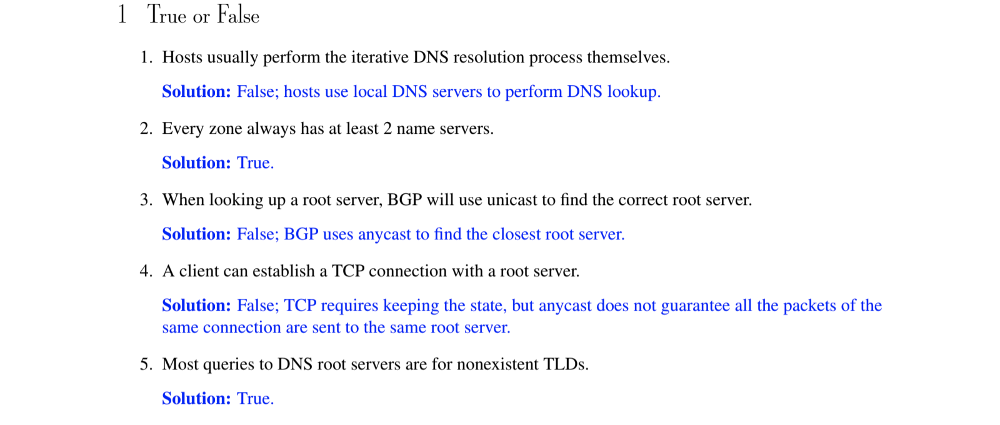 1 True or False
1. Hosts usually perform the iterative DNS resolution process themselves.
Solution: False; hosts use local DNS servers to perform DNS lookup.
2. Every zone always has at least 2 name servers.
Solution: True.
3. When looking up a root server, BGP will use unicast to find the correct root server.
Solution: False; BGP uses anycast to find the closest root server.
4. A client can establish a TCP connection with a root server.
Solution: False; TCP requires keeping the state, but anycast does not guarantee all the packets of the
same connection are sent to the same root server.
5. Most queries to DNS root servers are for nonexistent TLDs.
Solution: True.